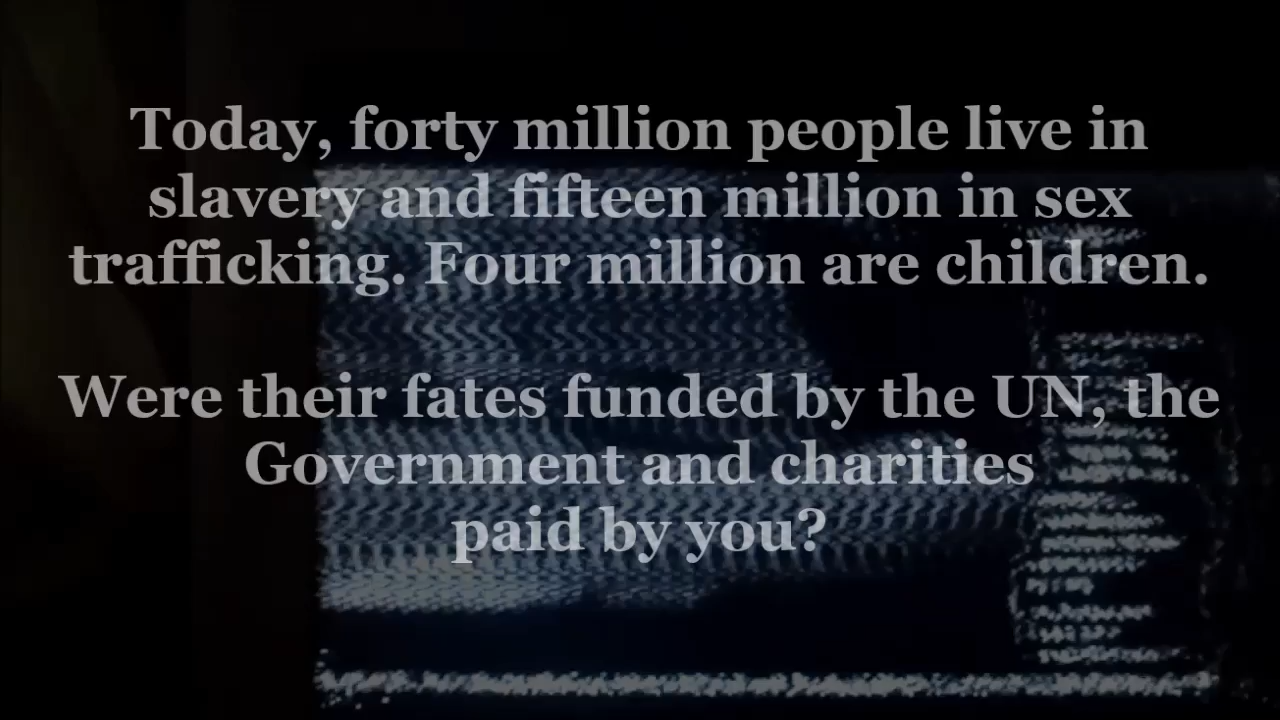 Today, forty million people live in
slavery and fifteen million in sex
trafficking. Four million are children.
Were their fates funded by the UN, the
Government and charities
paid by you?